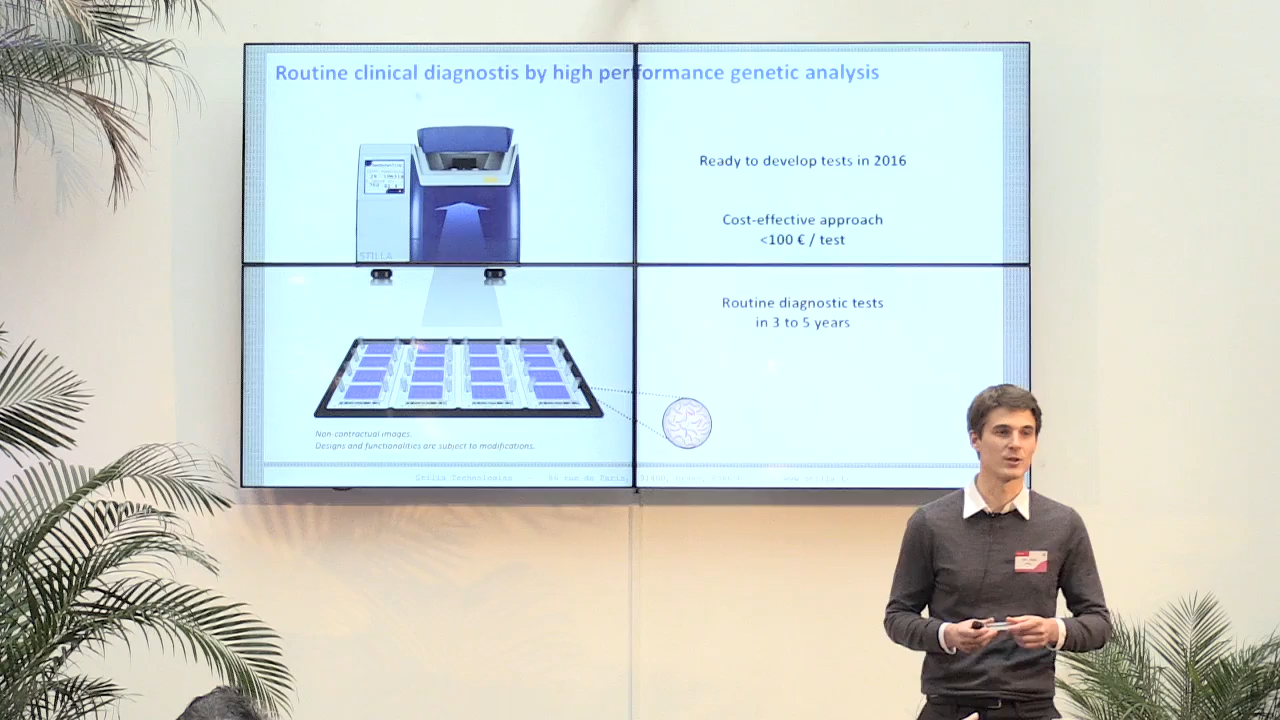 Routine clinical diagnostis by high performance genetic analysis
Ready to develop tests in 2016
Cost-effective approach
<100 € / test
STILLA
Routine diagnostic tests
in 3 to 5 years
Non contractual images.
Designs and functionalities are subject to modifications.
Stilla Technologies